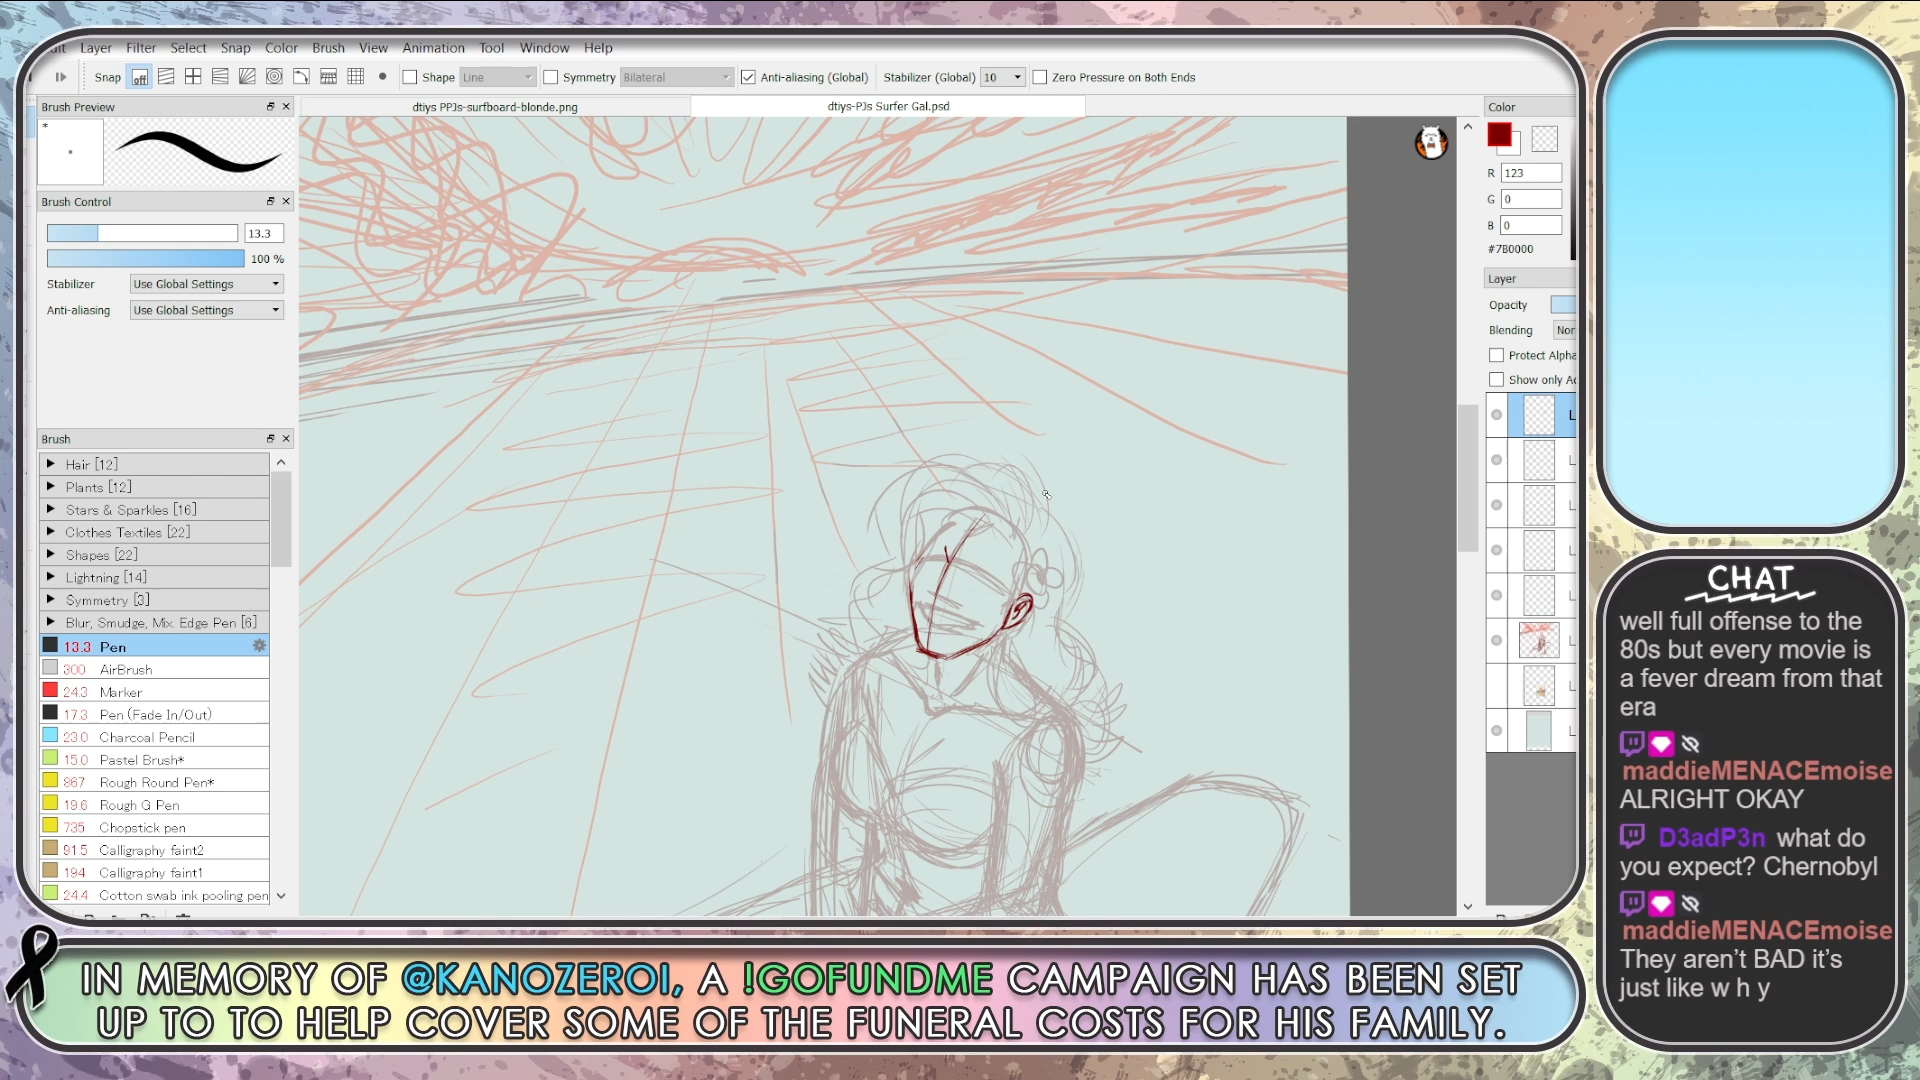 Layer Filter Select Snap Color Brush View Animation Tool Window Help
Snap off Shape Line Symmetry Bilateral Anti-aliasing (Global) Stabilizer (Global) 10 Zero Pressure on Both Ends
Brush Preview
dtiys PPJs-surfboard-blonde.png
dtiys-PJs Surfer Gal.psd
*
Brush Control
13.3
100 %
Stabilizer Use Global Settings
Anti-aliasing Use Global Settings
Brush
Hair [12]
Plants [12]
Stars & Sparkles [16]
Clothes Textiles [22]
Shapes [22]
Lightning [14]
Symmetry [3]
Blur, Smudge, Mix. Edge Pen [6]
13.3 Pen
300 AirBrush
24.3 Marker
17.3 Pen (Fade In/Out)
23.0 Charcoal Pencil
15.0 Pastel Brush*
867 Rough Round Pen*
19.6 Rough G Pen
735 Chopstick pen
91.5 Calligraphy faint2
194 Calligraphy faint1
24.4 Cotton swab ink pooling pen
Color
R 123
G 0
B 0
#7B0000
Layer
Opacity
Blending Nor
Protect Alpha
Show only Ad
CHAT
well full offense to the
80s but every movie is
a fever dream from that
era
maddieMENACEmoise
ALRIGHT OKAY
D3adP3n what do
you expect? Chernobyl
maddieMENACEmoise
They aren't BAD it's
just like w h y
IN MEMORY OF @KANOZEROI, A !GOFUNDME CAMPAIGN HAS BEEN SET
UP TO TO HELP COVER SOME OF THE FUNERAL COSTS FOR HIS FAMILY.